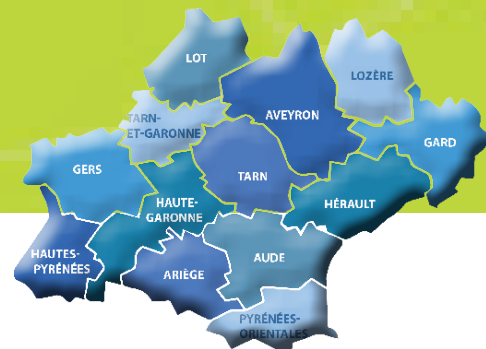 LOT
LOZÈRE
AVEYRON
TARN-
ET-GARONNE
GARD
GERS
TARN
HAUTE-
GARONNE
HÉRAULT
HAUTES-
PYRÉNÉES
ARIÈGE
AUDE
PYRÉNÉES-
ORIENTALES